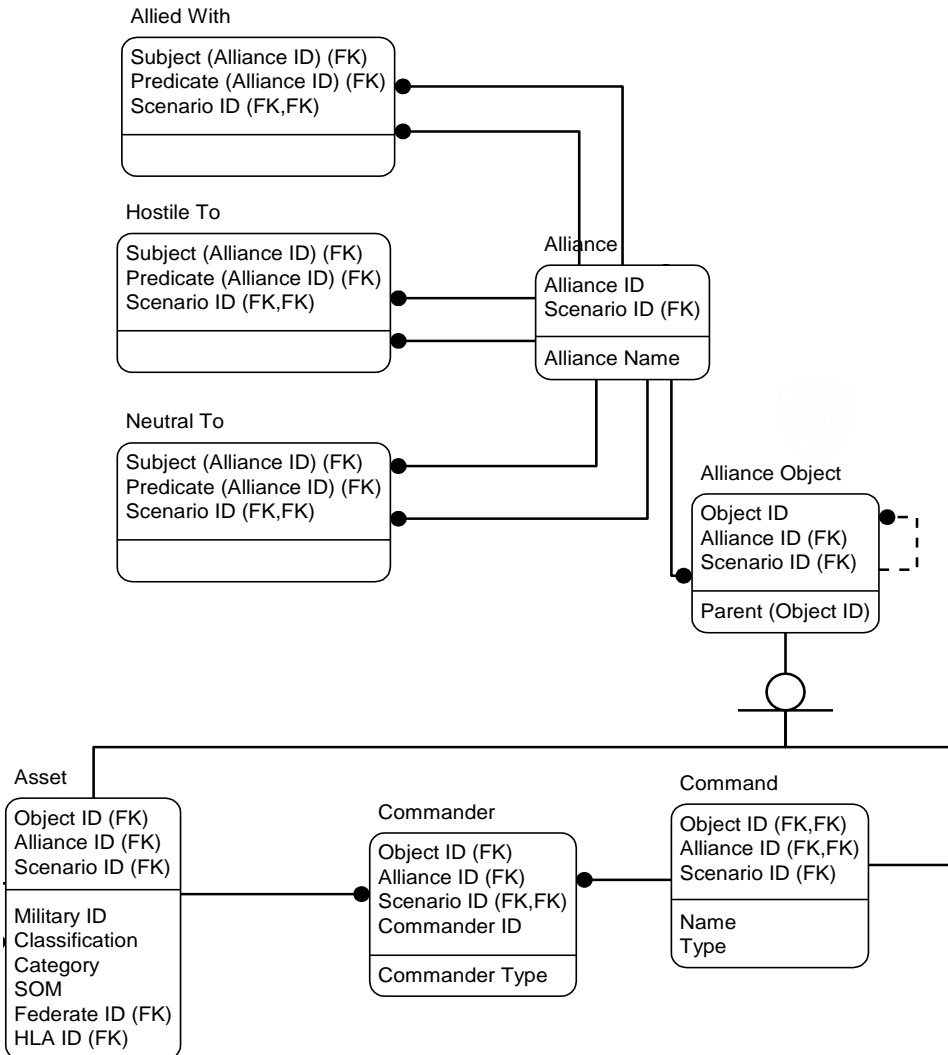 Allied With
Subject (Alliance ID) (FK)
Predicate (Alliance ID) (FK)
Scenario ID (FK,FK)
Hostile To
Subject (Alliance ID) (FK)
Predicate (Alliance ID) (FK)
Scenario ID (FK,FK)
Alliance
Alliance ID
Scenario ID (FK)
Alliance Name
Neutral To
Subject (Alliance ID) (FK)
Predicate (Alliance ID) (FK)
Scenario ID (FK,FK)
Alliance Object
Object ID
Alliance ID (FK)
Scenario ID (FK)
Parent (Object ID)
Asset
Object ID (FK)
Alliance ID (FK)
Scenario ID (FK)
Military ID
Classification
Category
SOM
Federate ID (FK)
HLA ID (FK)
Commander
Object ID (FK)
Alliance ID (FK)
Scenario ID (FK,FK)
Commander ID
Commander Type
Command
Object ID (FK,FK)
Alliance ID (FK,FK)
Scenario ID (FK)
Name
Type